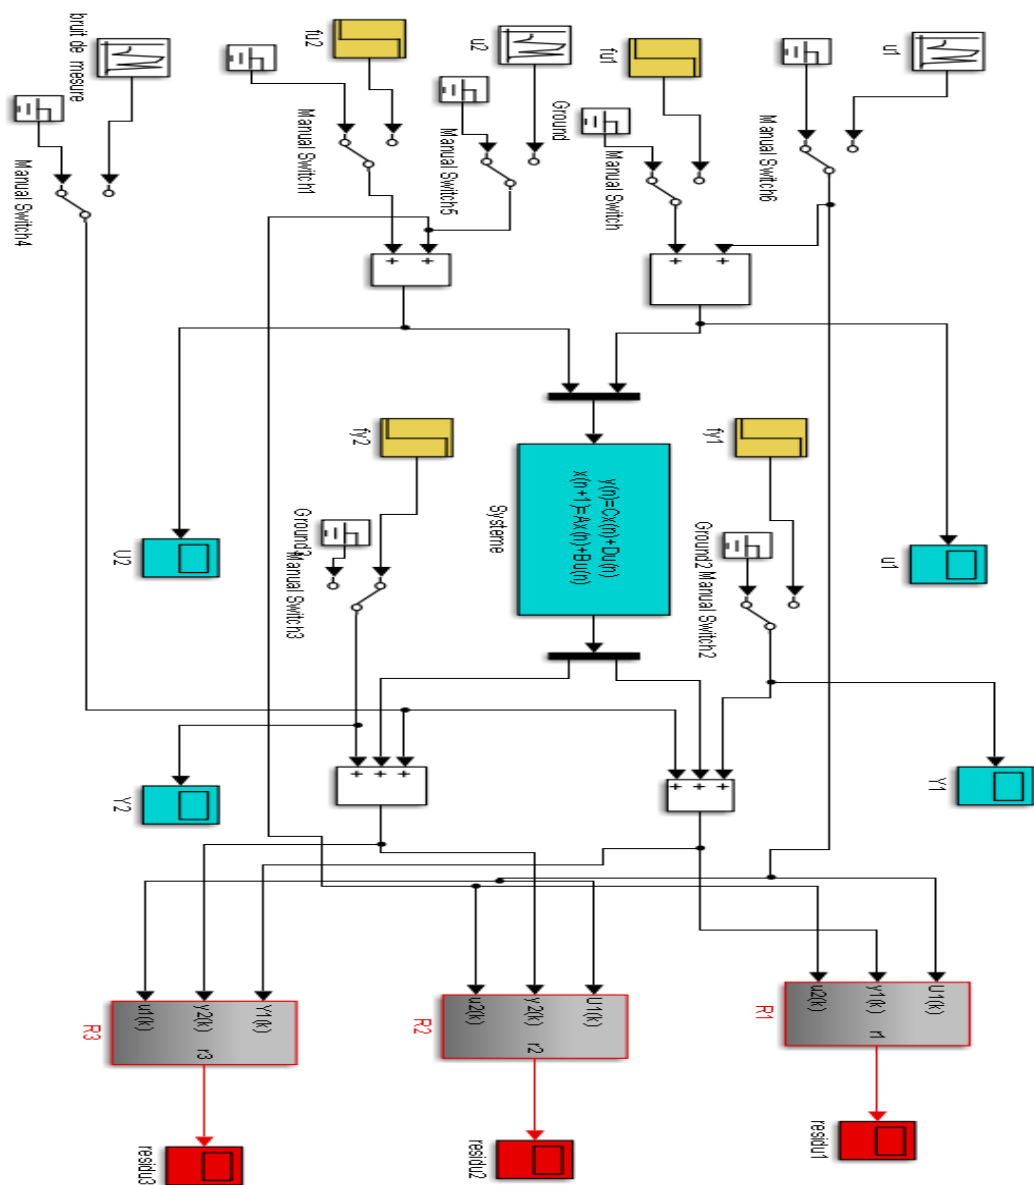 u1
u1
Y1
Manual Switch6
+
+
fy1
Ground2
Manual Switch2
+
+
+
U1(k)
y1(k)
r1
u2(k)
R1
residu1
fu1
Manual Switch
Ground
y(n)=Cx(n)+Du(n)
x(n+1)=Ax(n)+Bu(n)
Systeme
u2
Manual Switch5
+
+
U1(k)
y2(k)
r2
u2(k)
R2
residu2
fu2
Manual Switch1
fy2
Ground3
Manual Switch3
+
+
+
Y1(k)
y2(k)
r3
u1(k)
R3
residu3
U2
Y2
bruit de mesure
Manual Switch4